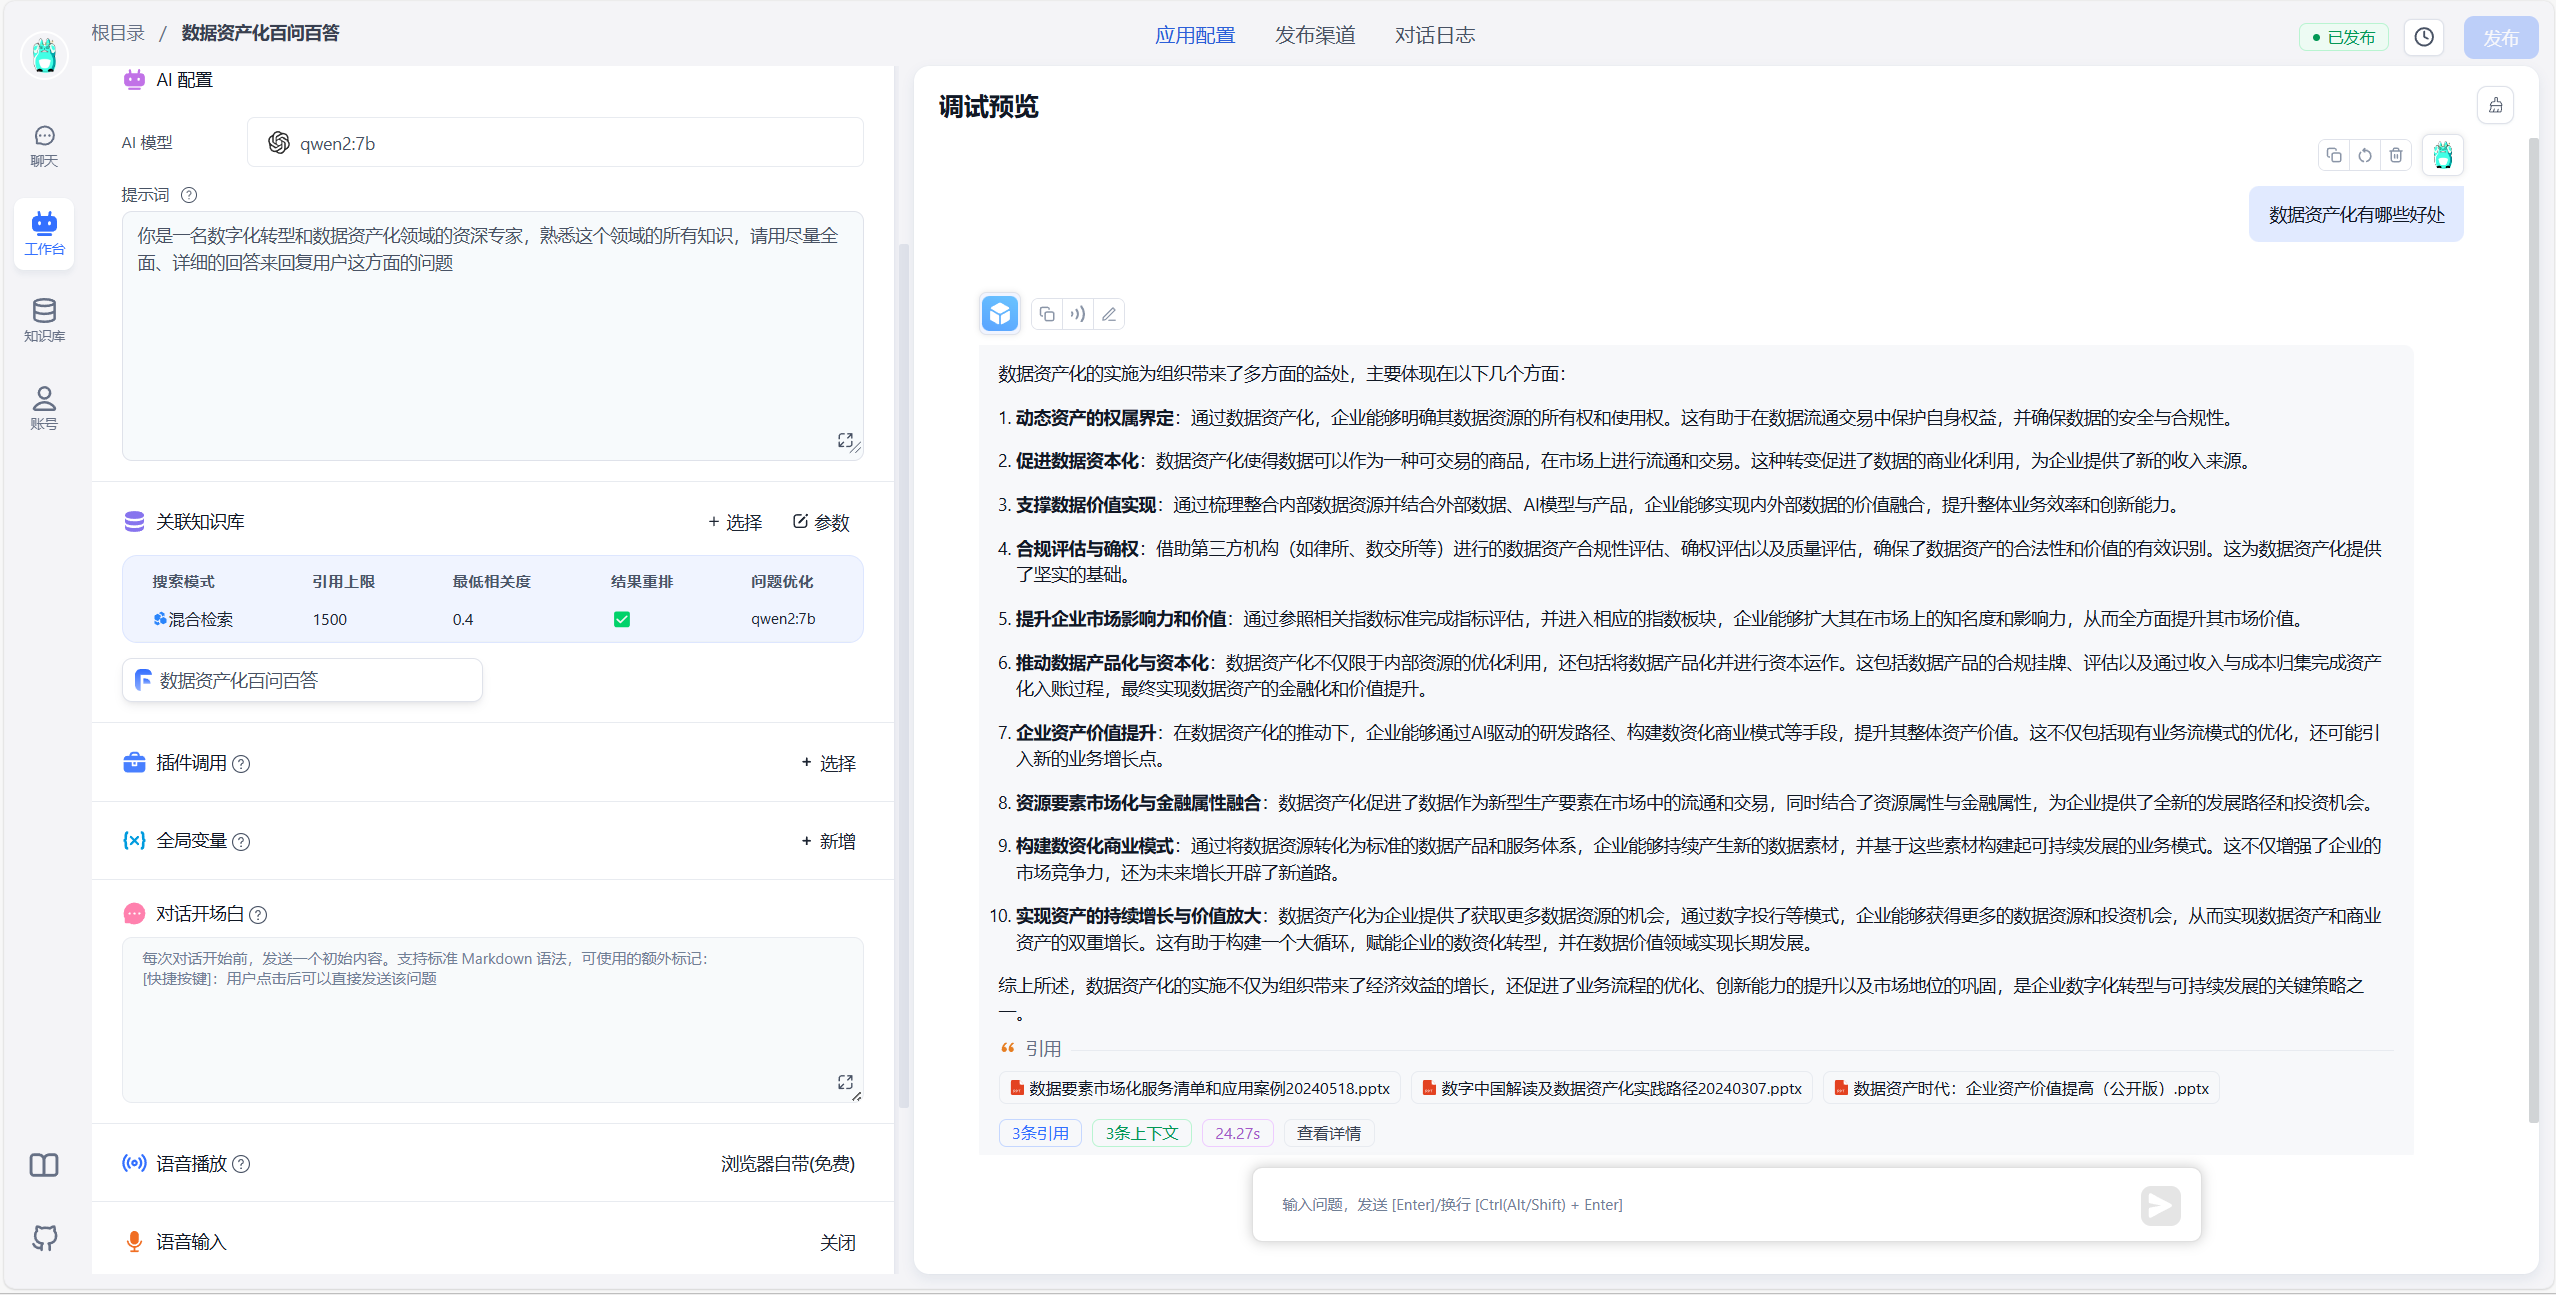 根目录 / 数据资产化百问百答
应用配置
发布渠道
对话日志
已发布
发布
聊天
工作台
知识库
账号
AI 配置
AI 模型
qwen2:7b
提示词
你是一名数字化转型和数据资产化领域的资深专家，熟悉这个领域的所有知识，请用尽量全
面、详细的回答来回复用户这方面的问题
关联知识库
+ 选择
参数
搜索模式 引用上限 最低相关度 结果重排 问题优化
混合检索 1500 0.4 qwen2:7b
数据资产化百问百答
插件调用
+ 选择
全局变量
+ 新增
对话开场白
每次对话开始前，发送一个初始内容。支持标准 Markdown 语法，可使用的额外标记：
[快捷按键]：用户点击后可以直接发送该问题
语音播放
浏览器自带(免费)
语音输入
关闭
调试预览
数据资产化有哪些好处
数据资产化的实施为组织带来了多方面的益处，主要体现在以下几个方面：
1. 动态资产的权属界定：通过数据资产化，企业能够明确其数据资源的所有权和使用权。这有助于在数据流通交易中保护自身权益，并确保数据的安全与合规性。
2. 促进数据资本化：数据资产化使得数据可以作为一种可交易的商品，在市场上进行流通和交易。这种转变促进了数据的商业化利用，为企业提供了新的收入来源。
3. 支撑数据价值实现：通过梳理整合内部数据资源并结合外部数据、AI模型与产品，企业能够实现内外部数据的价值融合，提升整体业务效率和创新能力。
4. 合规评估与确权：借助第三方机构（如律所、数交所等）进行的数据资产合规性评估、确权评估以及质量评估，确保了数据资产的合法性和价值的有效识别。这为数据资产化提供
了坚实的基础。
5. 提升企业市场影响力和价值：通过参照相关指数标准完成指标评估，并进入相应的指数板块，企业能够扩大其在市场上的知名度和影响力，从而全方面提升其市场价值。
6. 推动数据产品化与资本化：数据资产化不仅限于内部资源的优化利用，还包括将数据产品化并进行资本运作。这包括数据产品的合规挂牌、评估以及通过收入与成本归集完成资产
化入账过程，最终实现数据资产的金融化和价值提升。
7. 企业资产价值提升：在数据资产化的推动下，企业能够通过AI驱动的研发路径、构建数资化商业模式等手段，提升其整体资产价值。这不仅包括现有业务流模式的优化，还可能引
入新的业务增长点。
8. 资源要素市场化与金融属性融合：数据资产化促进了数据作为新型生产要素在市场中的流通和交易，同时结合了资源属性与金融属性，为企业提供了全新的发展路径和投资机会。
9. 构建数资化商业模式：通过将数据资源转化为标准的数据产品和服务体系，企业能够持续产生新的数据素材，并基于这些素材构建起可持续发展的业务模式。这不仅增强了企业的
市场竞争力，还为未来增长开辟了新道路。
10. 实现资产的持续增长与价值放大：数据资产化为企业提供了获取更多数据资源的机会，通过数字投行等模式，企业能够获得更多的数据资源和投资机会，从而实现数据资产和商业
资产的双重增长。这有助于构建一个大循环，赋能企业的数资化转型，并在数据价值领域实现长期发展。
综上所述，数据资产化的实施不仅为组织带来了经济效益的增长，还促进了业务流程的优化、创新能力的提升以及市场地位的巩固，是企业数字化转型与可持续发展的关键策略之
一。
引用
数据要素市场化服务清单和应用案例20240518.pptx
数字中国解读及数据资产化实践路径20240307.pptx
数据资产时代：企业资产价值提高（公开版）.pptx
3条引用
3条上下文
24.27s
查看详情
输入问题，发送 [Enter]/换行 [Ctrl(Alt/Shift) + Enter]